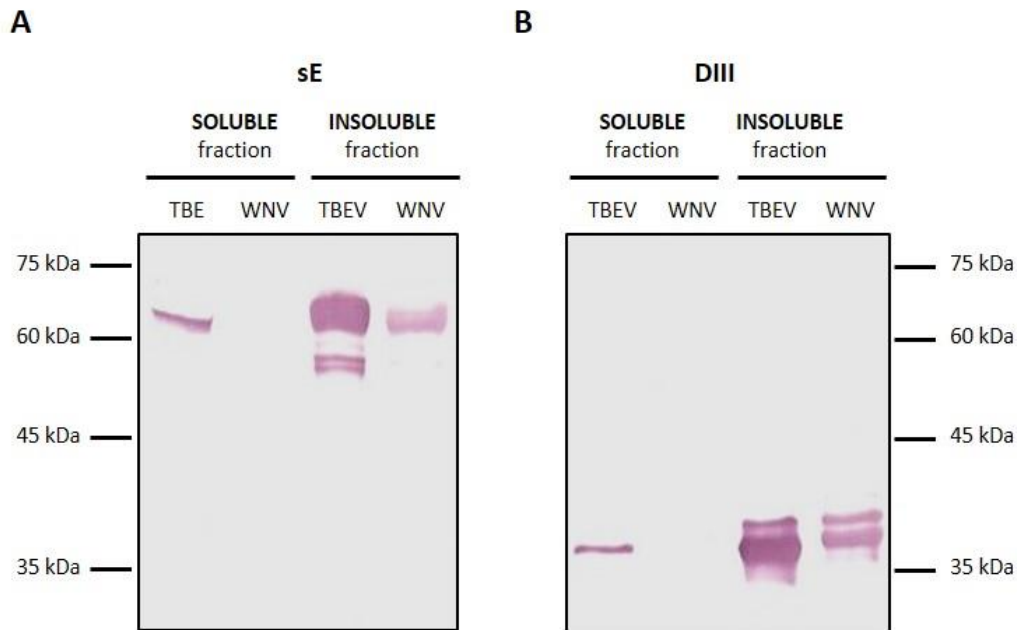 A
B
sE
DIII
SOLUBLE INSOLUBLE
fraction fraction
SOLUBLE INSOLUBLE
fraction fraction
TBE WNV TBEV WNV
TBEV WNV TBEV WNV
75 kDa
60 kDa
45 kDa
35 kDa
75 kDa
60 kDa
45 kDa
35 kDa